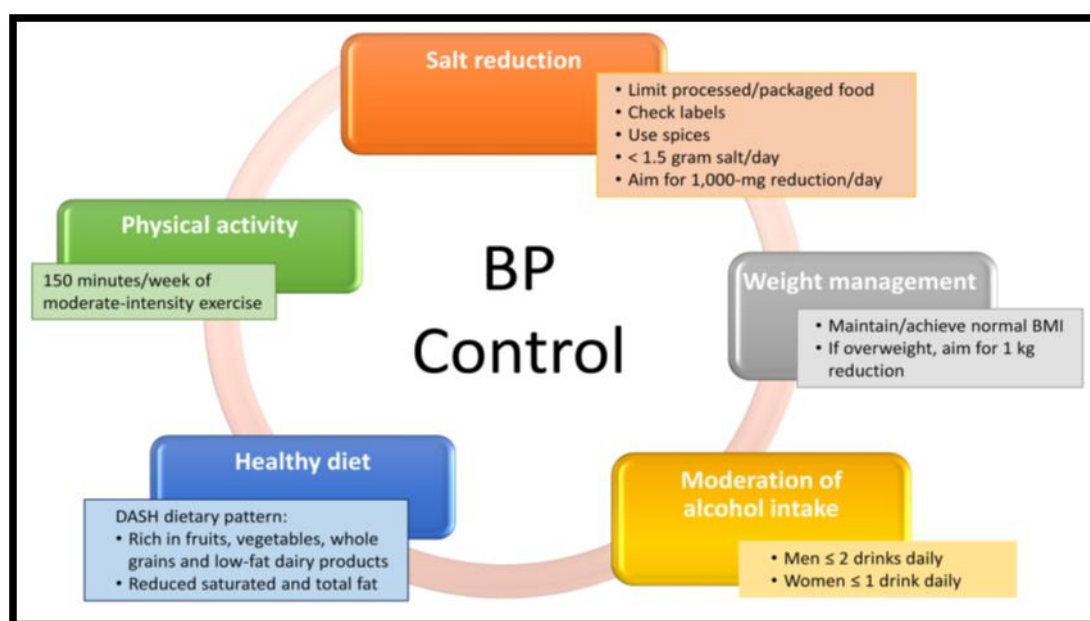 Salt reduction
• Limit processed/packaged food
• Check labels
• Use spices
• < 1.5 gram salt/day
• Aim for 1,000-mg reduction/day
Physical activity
150 minutes/week of
moderate-intensity exercise
BP
Control
Weight management
• Maintain/achieve normal BMI
• If overweight, aim for 1 kg
reduction
Healthy diet
DASH dietary pattern:
• Rich in fruits, vegetables, whole
grains and low-fat dairy products
• Reduced saturated and total fat
Moderation of
alcohol intake
• Men ≤ 2 drinks daily
• Women ≤ 1 drink daily